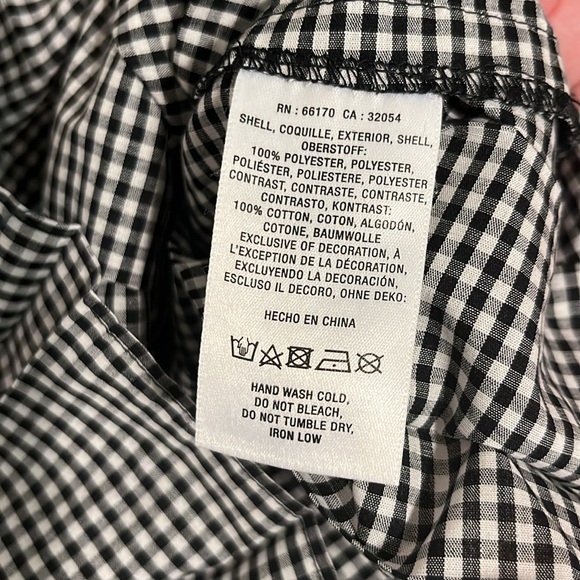 RN : 66170 CA : 32054
SHELL, COQUILLE, EXTERIOR, SHELL,
OBERSTOFF:
100% POLYESTER, POLYESTER,
POLIÉSTER, POLIESTERE, POLYESTER
CONTRAST, CONTRASTE, CONTRASTE,
CONTRASTO, KONTRAST:
100% COTTON, COTON, ALGODÓN,
COTONE, BAUMWOLLE
EXCLUSIVE OF DECORATION, À
L'EXCEPTION DE LA DÉCORATION,
EXCLUYENDO LA DECORACIÓN,
ESCLUSO IL DECORO, OHNE DEKO:
HECHO EN CHINA
HAND WASH COLD,
DO NOT BLEACH,
DO NOT TUMBLE DRY,
IRON LOW